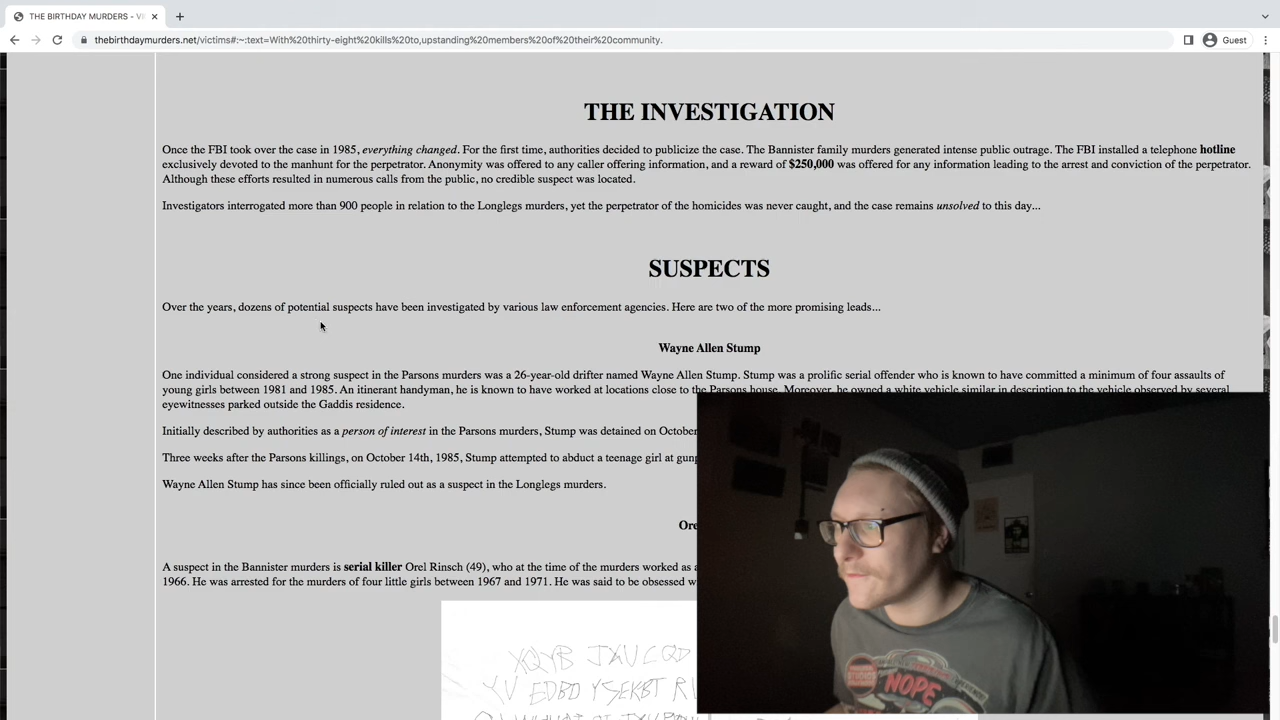 THE BIRTHDAY MURDERS - VI
Guest
thebirthdaymurders.net/victims#:~:text=With%20thirty-eight%20kills%20to,upstanding%20members%20of%20their%20community.
THE INVESTIGATION
Once the FBI took over the case in 1985, everything changed. For the first time, authorities decided to publicize the case. The Bannister family murders generated intense public outrage. The FBI installed a telephone hotline
exclusively devoted to the manhunt for the perpetrator. Anonymity was offered to any caller offering information, and a reward of $250,000 was offered for any information leading to the arrest and conviction of the perpetrator.
Although these efforts resulted in numerous calls from the public, no credible suspect was located.
Investigators interrogated more than 900 people in relation to the Longlegs murders, yet the perpetrator of the homicides was never caught, and the case remains unsolved to this day...
SUSPECTS
Over the years, dozens of potential suspects have been investigated by various law enforcement agencies. Here are two of the more promising leads...
Wayne Allen Stump
One individual considered a strong suspect in the Parsons murders was a 26-year-old drifter named Wayne Allen Stump. Stump was a prolific serial offender who is known to have committed a minimum of four assaults of
young girls between 1981 and 1985. An itinerant handyman, he is known to have worked at locations close to the Parsons house. Moreover, he owned a white vehicle similar in description to the vehicle observed by several
eyewitnesses parked outside the Gaddis residence.
Initially described by authorities as a person of interest in the Parsons murders, Stump was detained on October
Three weeks after the Parsons killings, on October 14th, 1985, Stump attempted to abduct a teenage girl at gunp
Wayne Allen Stump has since been officially ruled out as a suspect in the Longlegs murders.
Ore
A suspect in the Bannister murders is serial killer Orel Rinsch (49), who at the time of the murders worked as a
1966. He was arrested for the murders of four little girls between 1967 and 1971. He was said to be obsessed w
XQYB JXUCQD
YV EDBO YSEKBT
NOPE